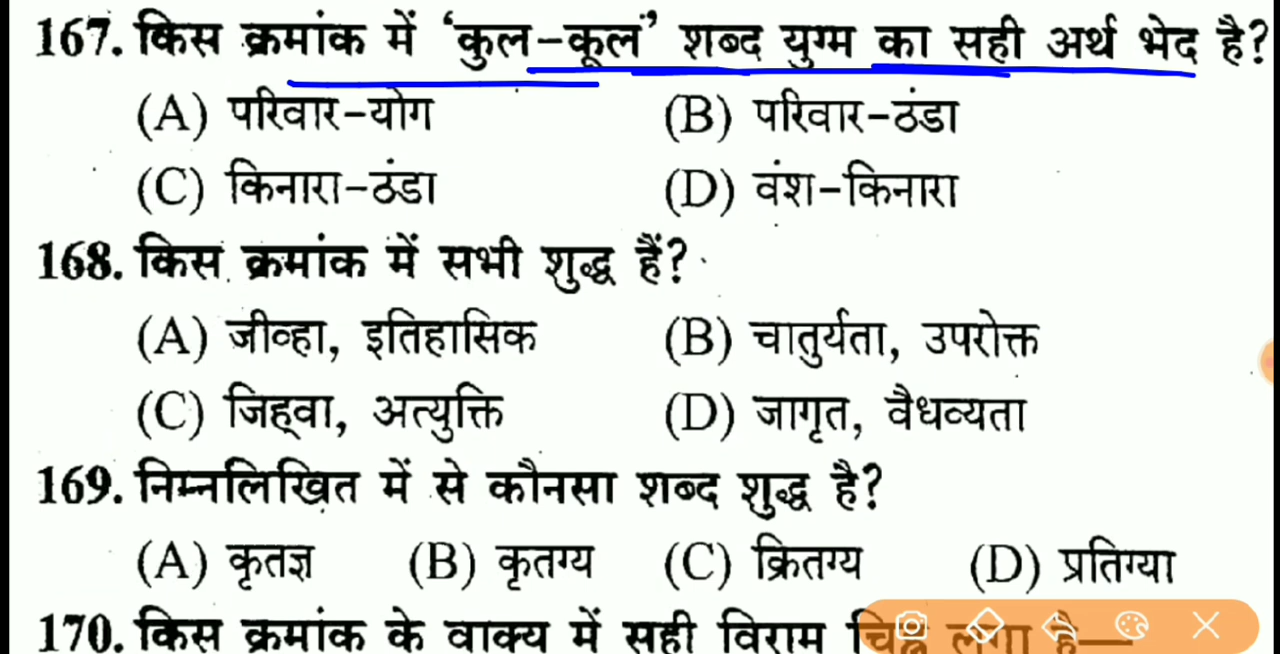 167. किस क्रमांक में ‘कुल-कूल’ शब्द युग्म का सही अर्थ भेद है?
(A) परिवार-योग (B) परिवार-ठंडा
(C) किनारा-ठंडा (D) वंश-किनारा
168. किस क्रमांक में सभी शुद्ध हैं?
(A) जीव्हा, इतिहासिक (B) चातुर्यता, उपरोक्त
(C) जिह्वा, अत्युक्ति (D) जागृत, वैधव्यता
169. निम्नलिखित में से कौनसा शब्द शुद्ध है?
(A) कृतज्ञ (B) कृतग्य (C) क्रितग्य (D) प्रतिग्या
170. किस क्रमांक के वाक्य में सही विराम चिह्न लगा है—